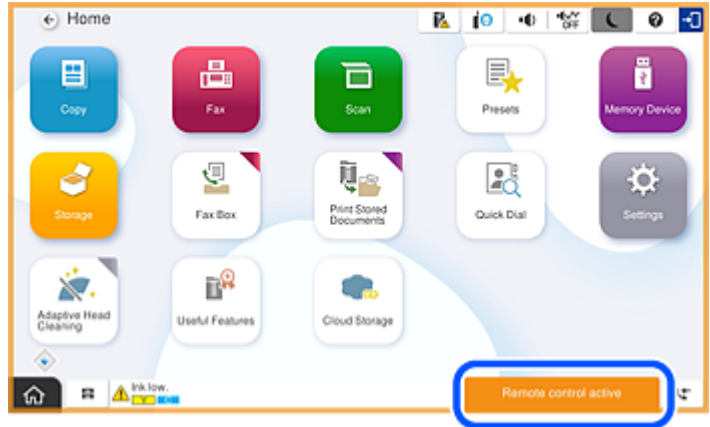 Home
OFF
Copy
Fax
Scan
Presets
Memory Device
Storage
Fax Box
Print Stored
Documents
Quick Dial
Settings
Adaptive Head
Cleaning
Useful Features
Cloud Storage
Ink low.
Y
Remote control active